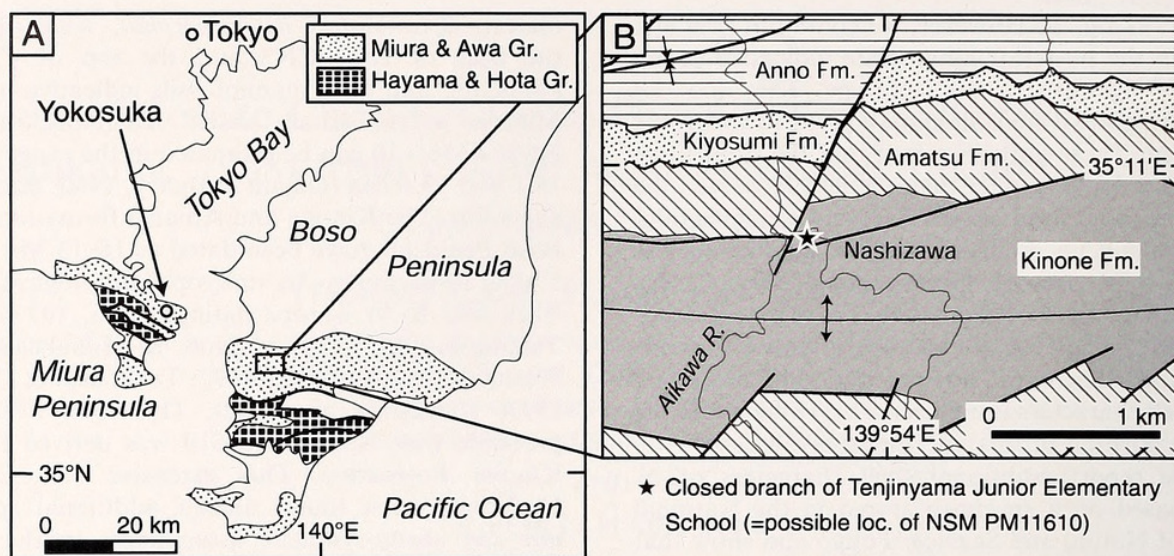 A
Tokyo
Miura & Awa Gr.
Hayama & Hota Gr.
Yokosuka
Tokyo Bay
Boso
Peninsula
Miura
Peninsula
35°N
Pacific Ocean
0 20 km
140°E
B
Anno Fm.
Kiyosumi Fm.
Amatsu Fm.
35°11'E
Nashizawa
Kinone Fm.
Aikawa R.
0 1 km
139°54'E
★ Closed branch of Tenjinyama Junior Elementary
School (=possible loc. of NSM PM11610)